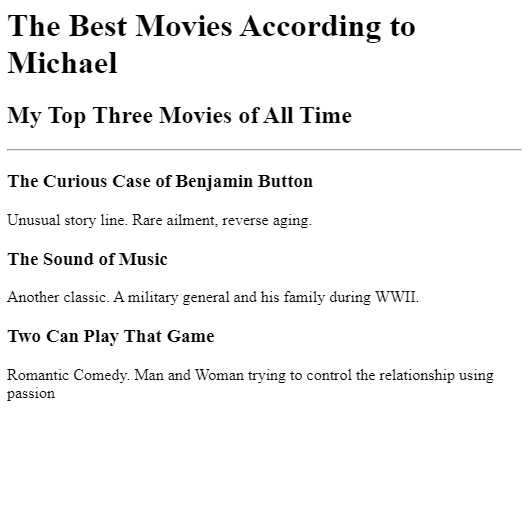 The Best Movies According to
Michael
My Top Three Movies of All Time
The Curious Case of Benjamin Button
Unusual story line. Rare ailment, reverse aging.
The Sound of Music
Another classic. A military general and his family during WWII.
Two Can Play That Game
Romantic Comedy. Man and Woman trying to control the relationship using
passion